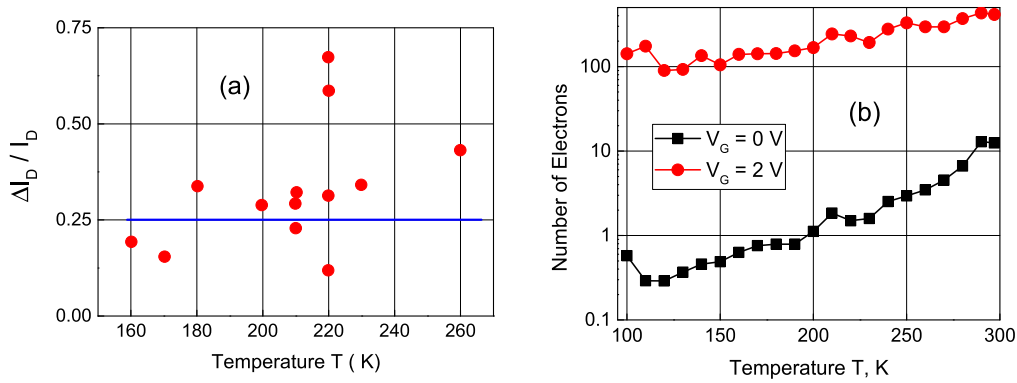 0.75
0.50
0.25
0.00
ΔI_D / I_D
(a)
160 180 200 220 240 260
Temperature T ( K)
100
10
1
0.1
Number of Electrons
(b)
V_G = 0 V
V_G = 2 V
100 150 200 250 300
Temperature T, K